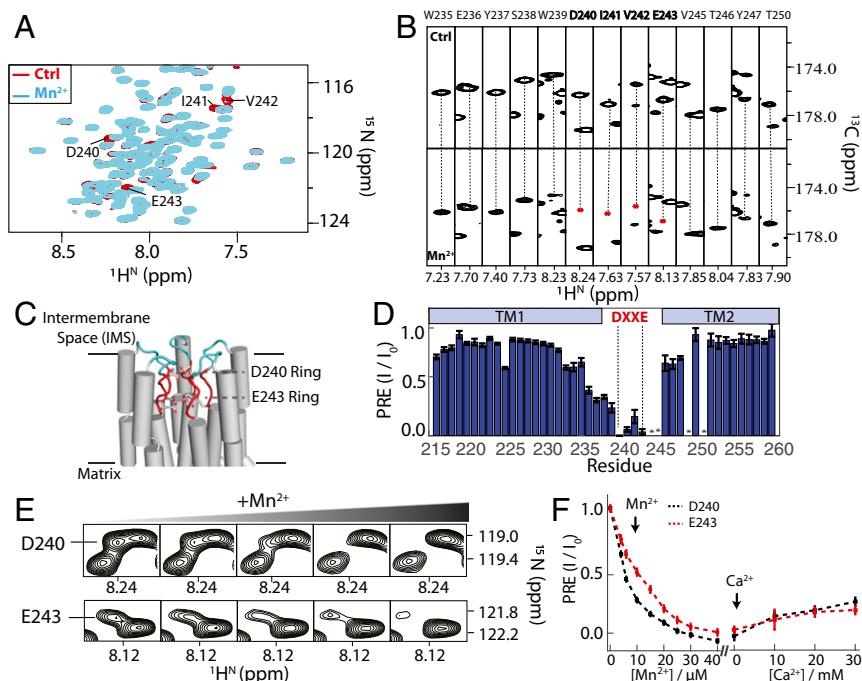 A
Ctrl
Mn²⁺
I241
V242
D240
E243
116
120
124
¹⁵N (ppm)
8.5 8.0 7.5
¹Hᴺ (ppm)
B
W235 E236 Y237 S238 W239 D240 I241 V242 E243 V245 T246 Y247 T250
Ctrl
174.0
178.0
¹³C (ppm)
174.0
178.0
Mn²⁺
7.23 7.70 7.40 7.73 8.23 8.24 7.63 7.57 8.13 7.85 8.04 7.83 7.90
¹Hᴺ (ppm)
C
Intermembrane
Space (IMS)
D240 Ring
E243 Ring
Matrix
D
TM1 DXXE TM2
PRE (I / I₀)
1.0
0.5
0.0
* * * *
215 220 225 230 235 240 245 250 255 260
Residue
E
+Mn²⁺
D240
119.0
119.4
8.24 8.24 8.24 8.24 8.24
¹⁵N (ppm)
E243
121.8
122.2
8.12 8.12 8.12 8.12 8.12
¹Hᴺ (ppm)
F
Mn²⁺
D240
E243
Ca²⁺
PRE (I / I₀)
1.0
0.5
0.0
0 10 20 30 40 0 10 20 30
[Mn²⁺] / μM
[Ca²⁺] / mM